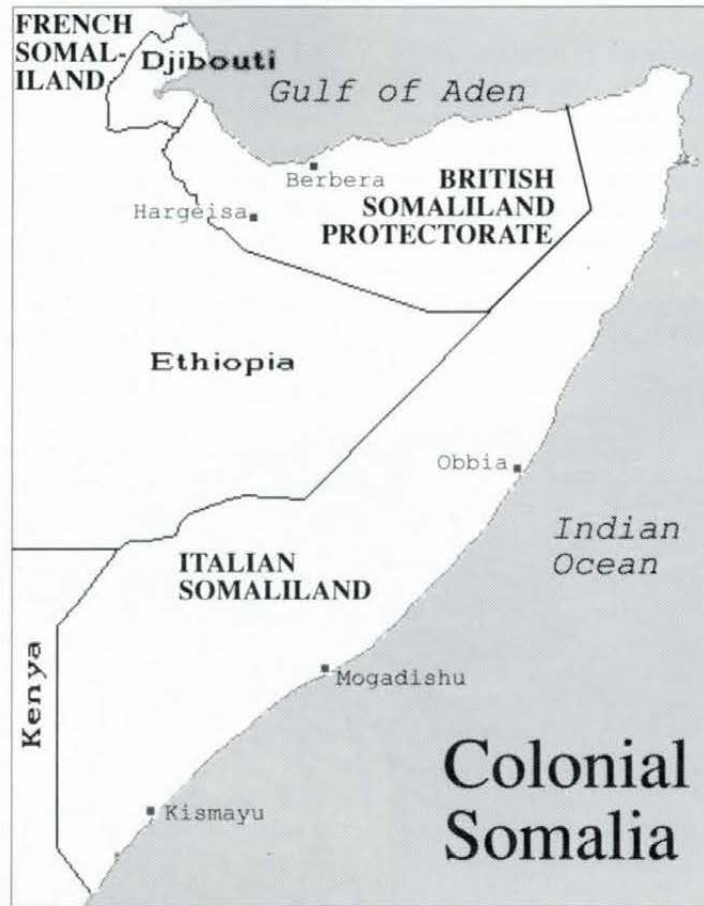 FRENCH
SOMAL-
ILAND
Djibouti
Gulf of Aden
Berbera
BRITISH
SOMALILAND
PROTECTORATE
Hargeisa
Ethiopia
Obbia
Indian
Ocean
ITALIAN
SOMALILAND
Kenya
Mogadishu
Kismayu
Colonial
Somalia